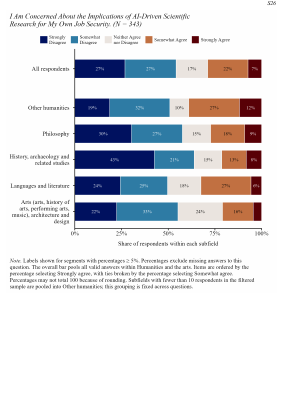 S26
I Am Concerned About the Implications of AI-Driven Scientific
Research for My Own Job Security. (N = 343)
Strongly Disagree Somewhat Disagree Neither Agree nor Disagree Somewhat Agree Strongly Agree
All respondents 27% 27% 17% 22% 7%
Other humanities 19% 32% 10% 27% 12%
Philosophy 30% 27% 15% 18% 9%
History, archaeology and
related studies 43% 21% 15% 13% 8%
Languages and literature 24% 25% 18% 27% 6%
Arts (arts, history of
arts, performing arts,
music), architecture and
design 22% 33% 24% 18%
0% 25% 50% 75% 100%
Share of respondents within each subfield
Note. Labels shown for segments with percentages ≥ 5%. Percentages exclude missing answers to this
question. The overall bar pools all valid answers within Humanities and the arts. Items are ordered by the
percentage selecting Strongly agree, with ties broken by the percentage selecting Somewhat agree.
Percentages may not total 100 because of rounding. Subfields with fewer than 10 respondents in the filtered
sample are pooled into Other humanities; this grouping is fixed across questions.